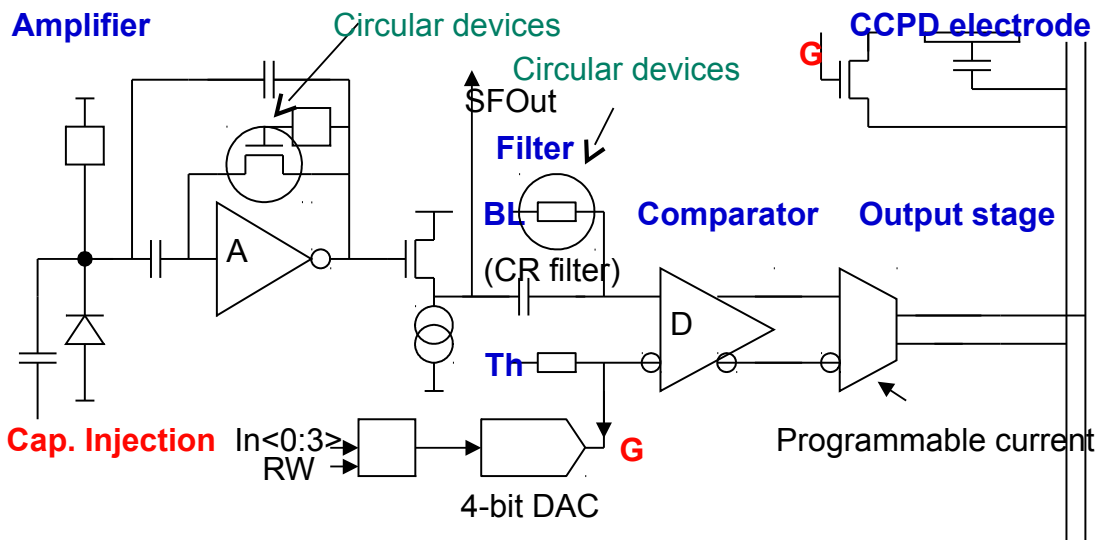 Amplifier
Circular devices
CCPD electrode
G
Circular devices
SFOut
Filter
BL
Comparator
Output stage
A
(CR filter)
D
Th
Cap. Injection
In<0:3>
RW
G
Programmable current
4-bit DAC